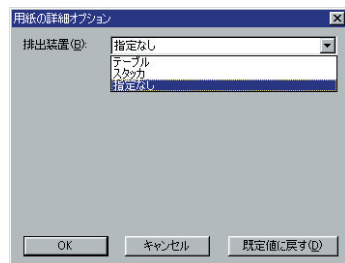 用紙の詳細オプション
排出装置(B): 指定なし
テーブル
スタッカ
指定なし
OK キャンセル 既定値に戻す(D)